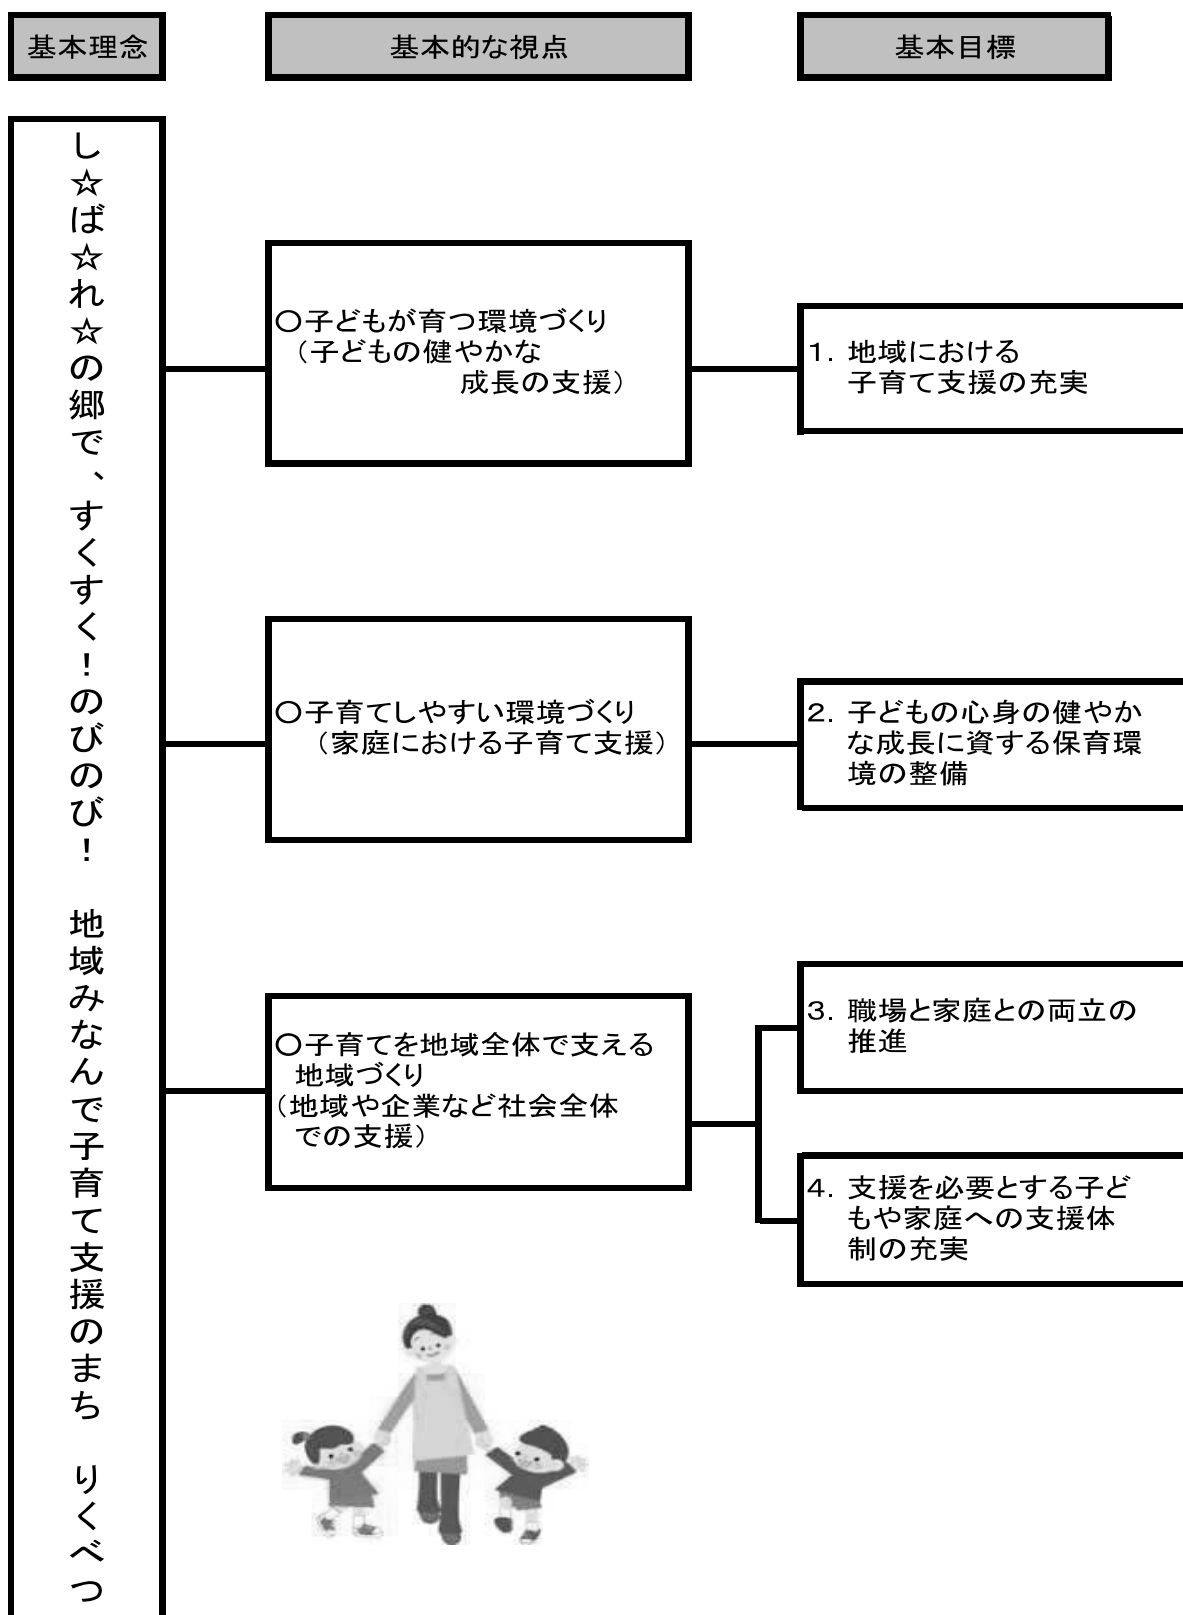 基本理念
基本的な視点
基本目標
し☆ば☆れ☆の郷で、すくすく！のびのび！　地域みなんで子育て支援のまち　りくべつ
〇子どもが育つ環境づくり
（子どもの健やかな
成長の支援）
〇子育てしやすい環境づくり
（家庭における子育て支援）
〇子育てを地域全体で支える
地域づくり
（地域や企業など社会全体
での支援）
1．地域における
子育て支援の充実
2．子どもの心身の健やか
な成長に資する保育環
境の整備
3．職場と家庭との両立の
推進
4．支援を必要とする子ど
もや家庭への支援体
制の充実